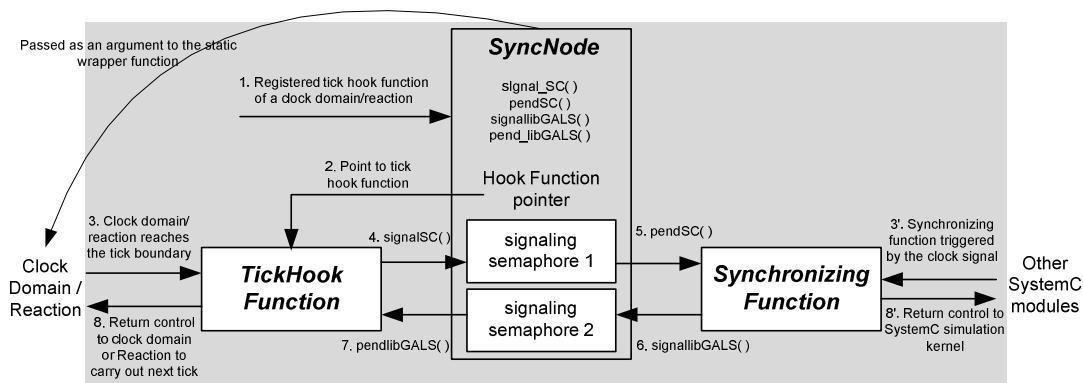 Passed as an argument to the static
wrapper function
SyncNode
1. Registered tick hook function
of a clock domain/reaction
sIgnal_SC( )
pendSC( )
signallibGALS( )
pend_libGALS( )
2. Point to tick
hook function
Hook Function
pointer
3. Clock domain/
reaction reaches
the tick boundary
4. signalSC( )
signaling
semaphore 1
5. pendSC( )
3'. Synchronizing
function triggered
by the clock signal
Clock
Domain /
Reaction
TickHook
Function
Synchronizing
Function
Other
SystemC
modules
8. Return control
to clock domain
or Reaction to
carry out next tick
7. pendlibGALS( )
signaling
semaphore 2
6. signallibGALS( )
8'. Return control to
SystemC simulation
kernel